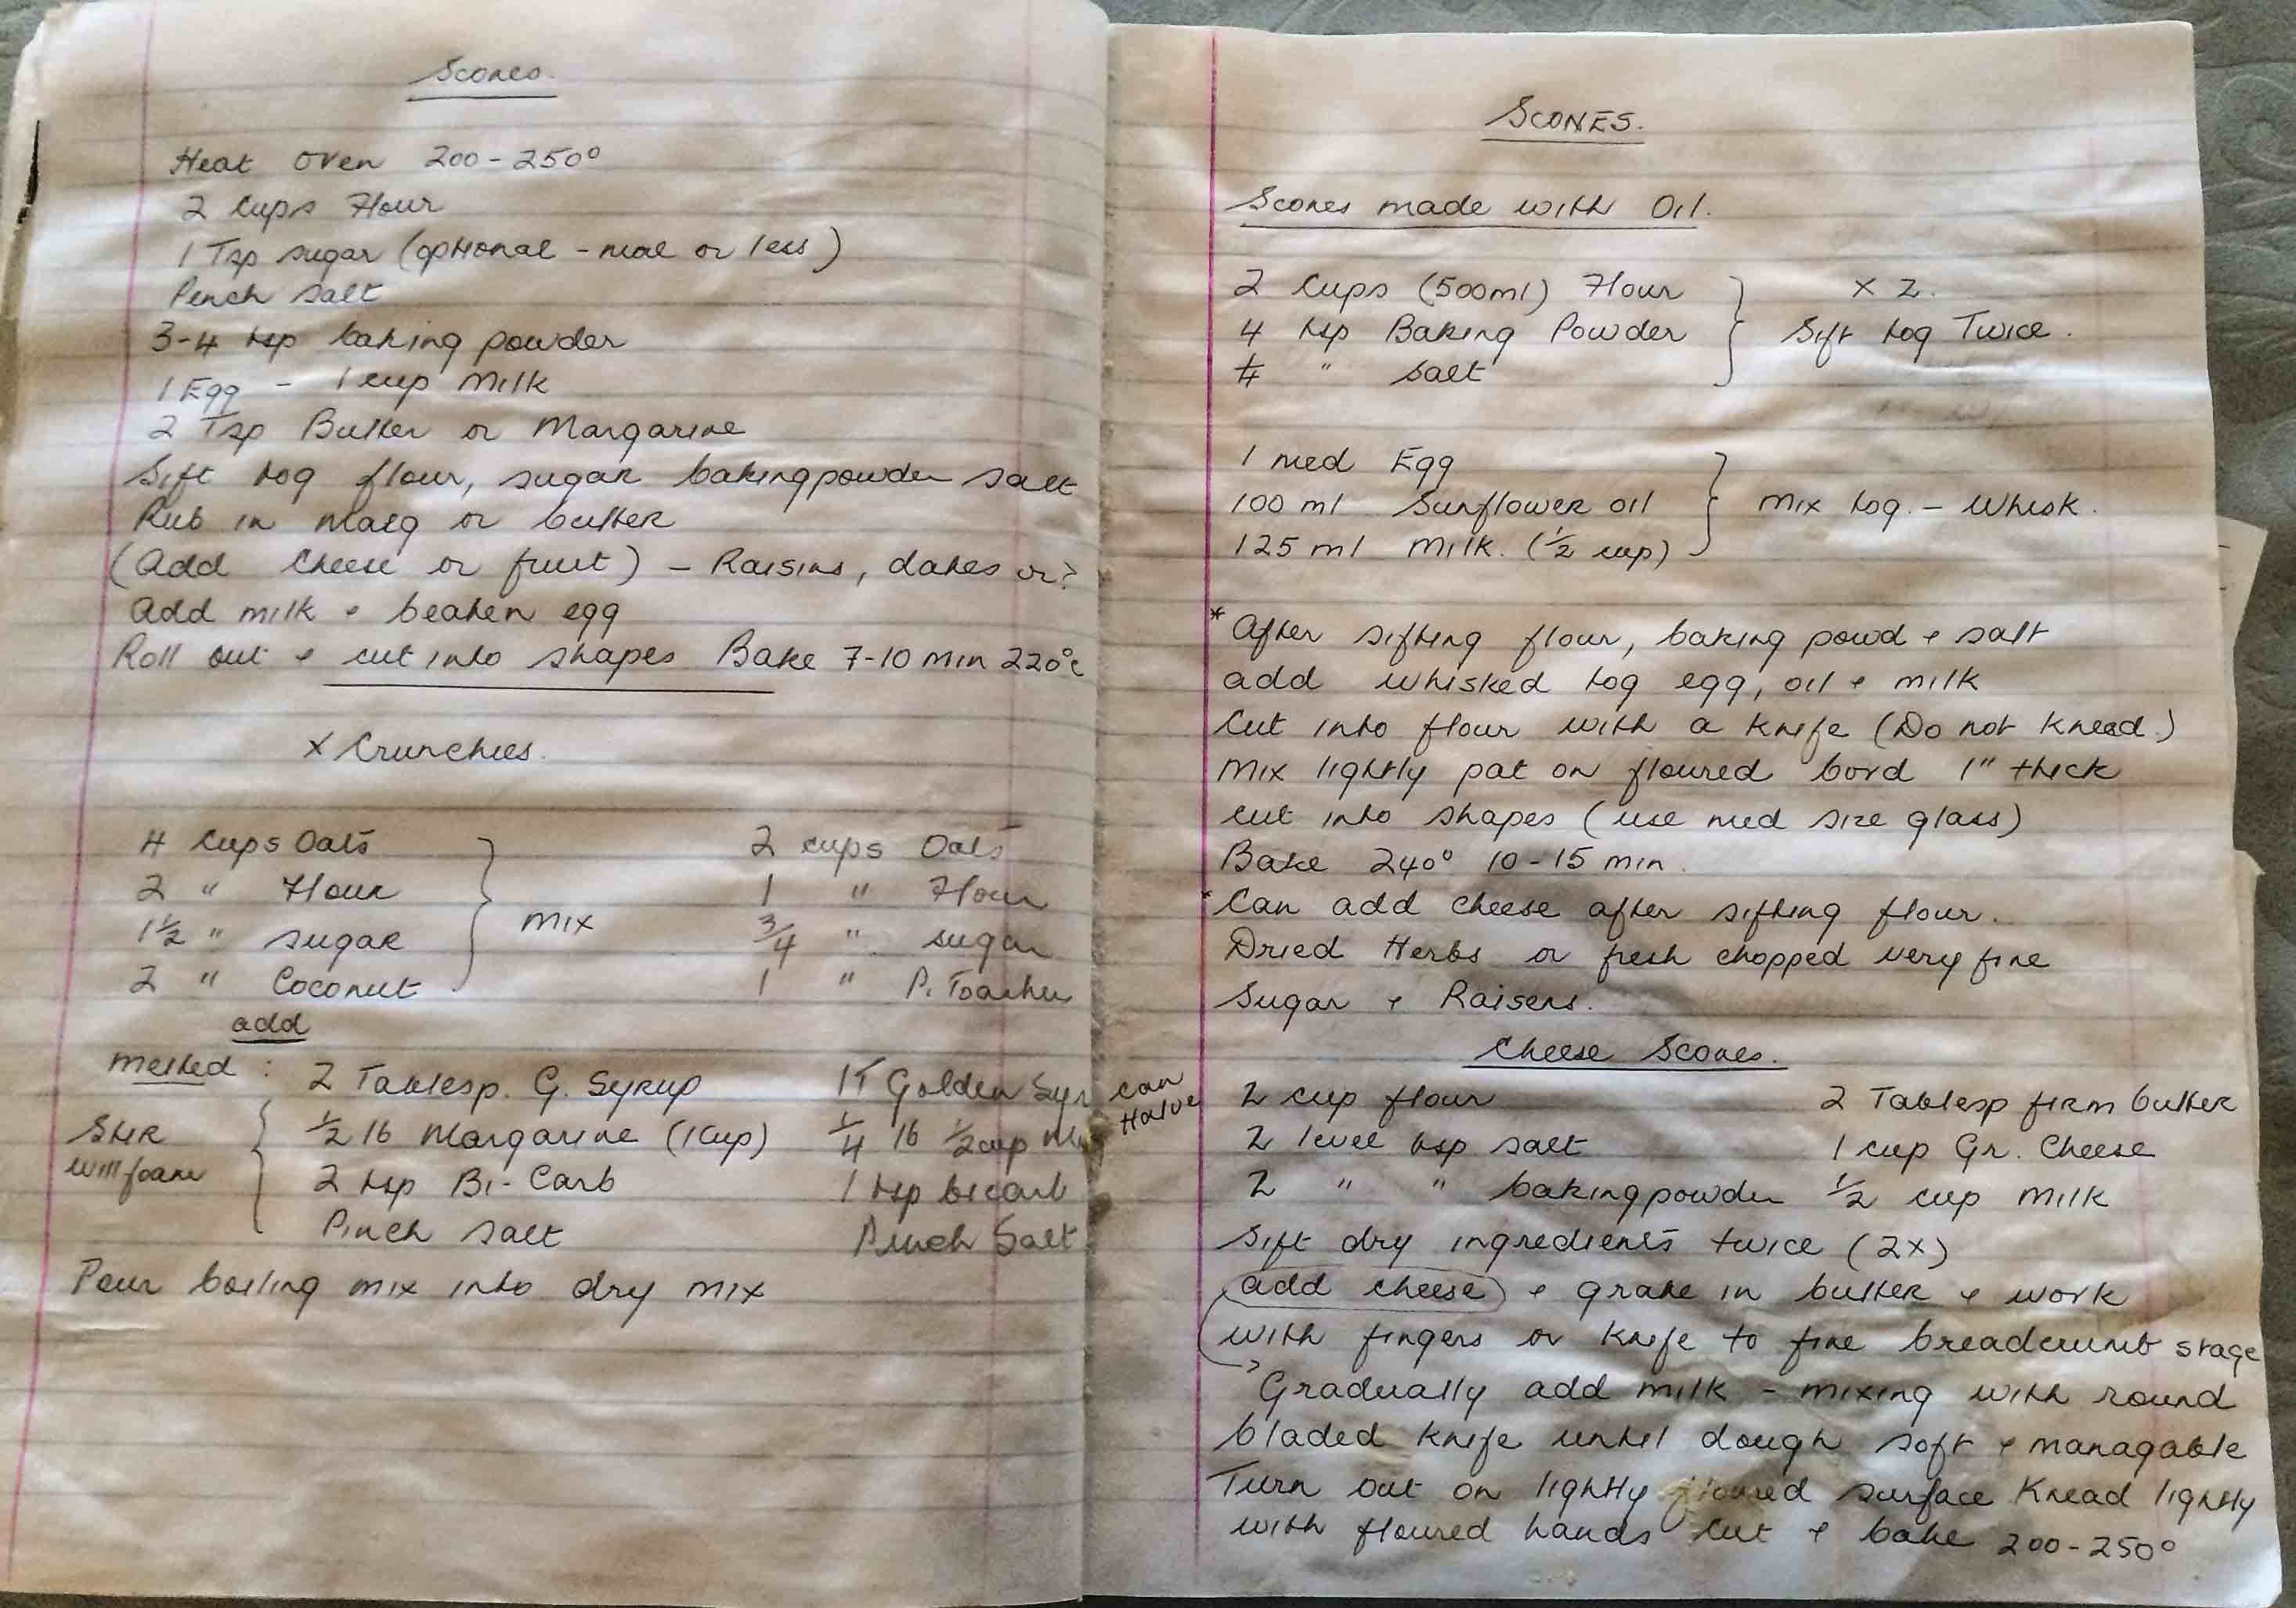 Scones.
Heat oven 200-250°
2 Cups Flour
1 Tsp sugar (optional - more or less)
Pinch salt
3-4 tsp baking powder
1 Egg - 1 cup Milk
2 Tsp Butter or Margarine
Sift tog flour, sugar bakingpowder salt
Rub in marg or butter
(Add cheese or fruit) - Raisins, dates or?
Add milk + beaten egg
Roll out + cut into shapes Bake 7-10 min 220°c
x Crunchies.
4 Cups Oats
2 " Flour
1½ " sugar
2 " Coconut
mix
2 cups Oats
1 " Flour
3/4 " sugar
1 " P.
add
melted :
2 Tablesp. G. Syrup
½ lb Margarine (1Cup)
2 tsp Bi-Carb
Pinch salt
Stir
will foam
1T Golden Syr
¼ lb ½cup
1 tsp bicarb
Pinch Salt
can
Halve
Pour boiling mix into dry mix
SCONES.
Scones made with Oil.
2 Cups (500ml) Flour
4 tsp Baking Powder
¼ " salt
x 2.
Sift tog Twice.
1 med Egg
100 ml Sunflower oil
125 ml Milk. (½ cup)
mix tog. - Whisk.
*After sifting flour, baking powd + salt
add whisked tog egg, oil + milk
Cut into flour with a knife (Do not knead.)
Mix lightly pat on floured bord 1" thick
cut into shapes (use med size glass)
Bake 240° 10-15 min.
*Can add cheese after sifting flour.
Dried Herbs or fresh chopped very fine
Sugar + Raisens.
Cheese Scones.
2 cup flour
2 level tsp salt
2 " " bakingpowder
2 Tablesp firm butter
1 cup Gr. Cheese
½ cup milk
Sift dry ingredients twice (2x)
add cheese + grate in butter + work
with fingers or knife to fine breadcrumb stage
Gradually add milk - mixing with round
bladed knife until dough soft + managable
Turn out on lightly floured surface Knead lightly
with floured hands Cut + bake 200-250°